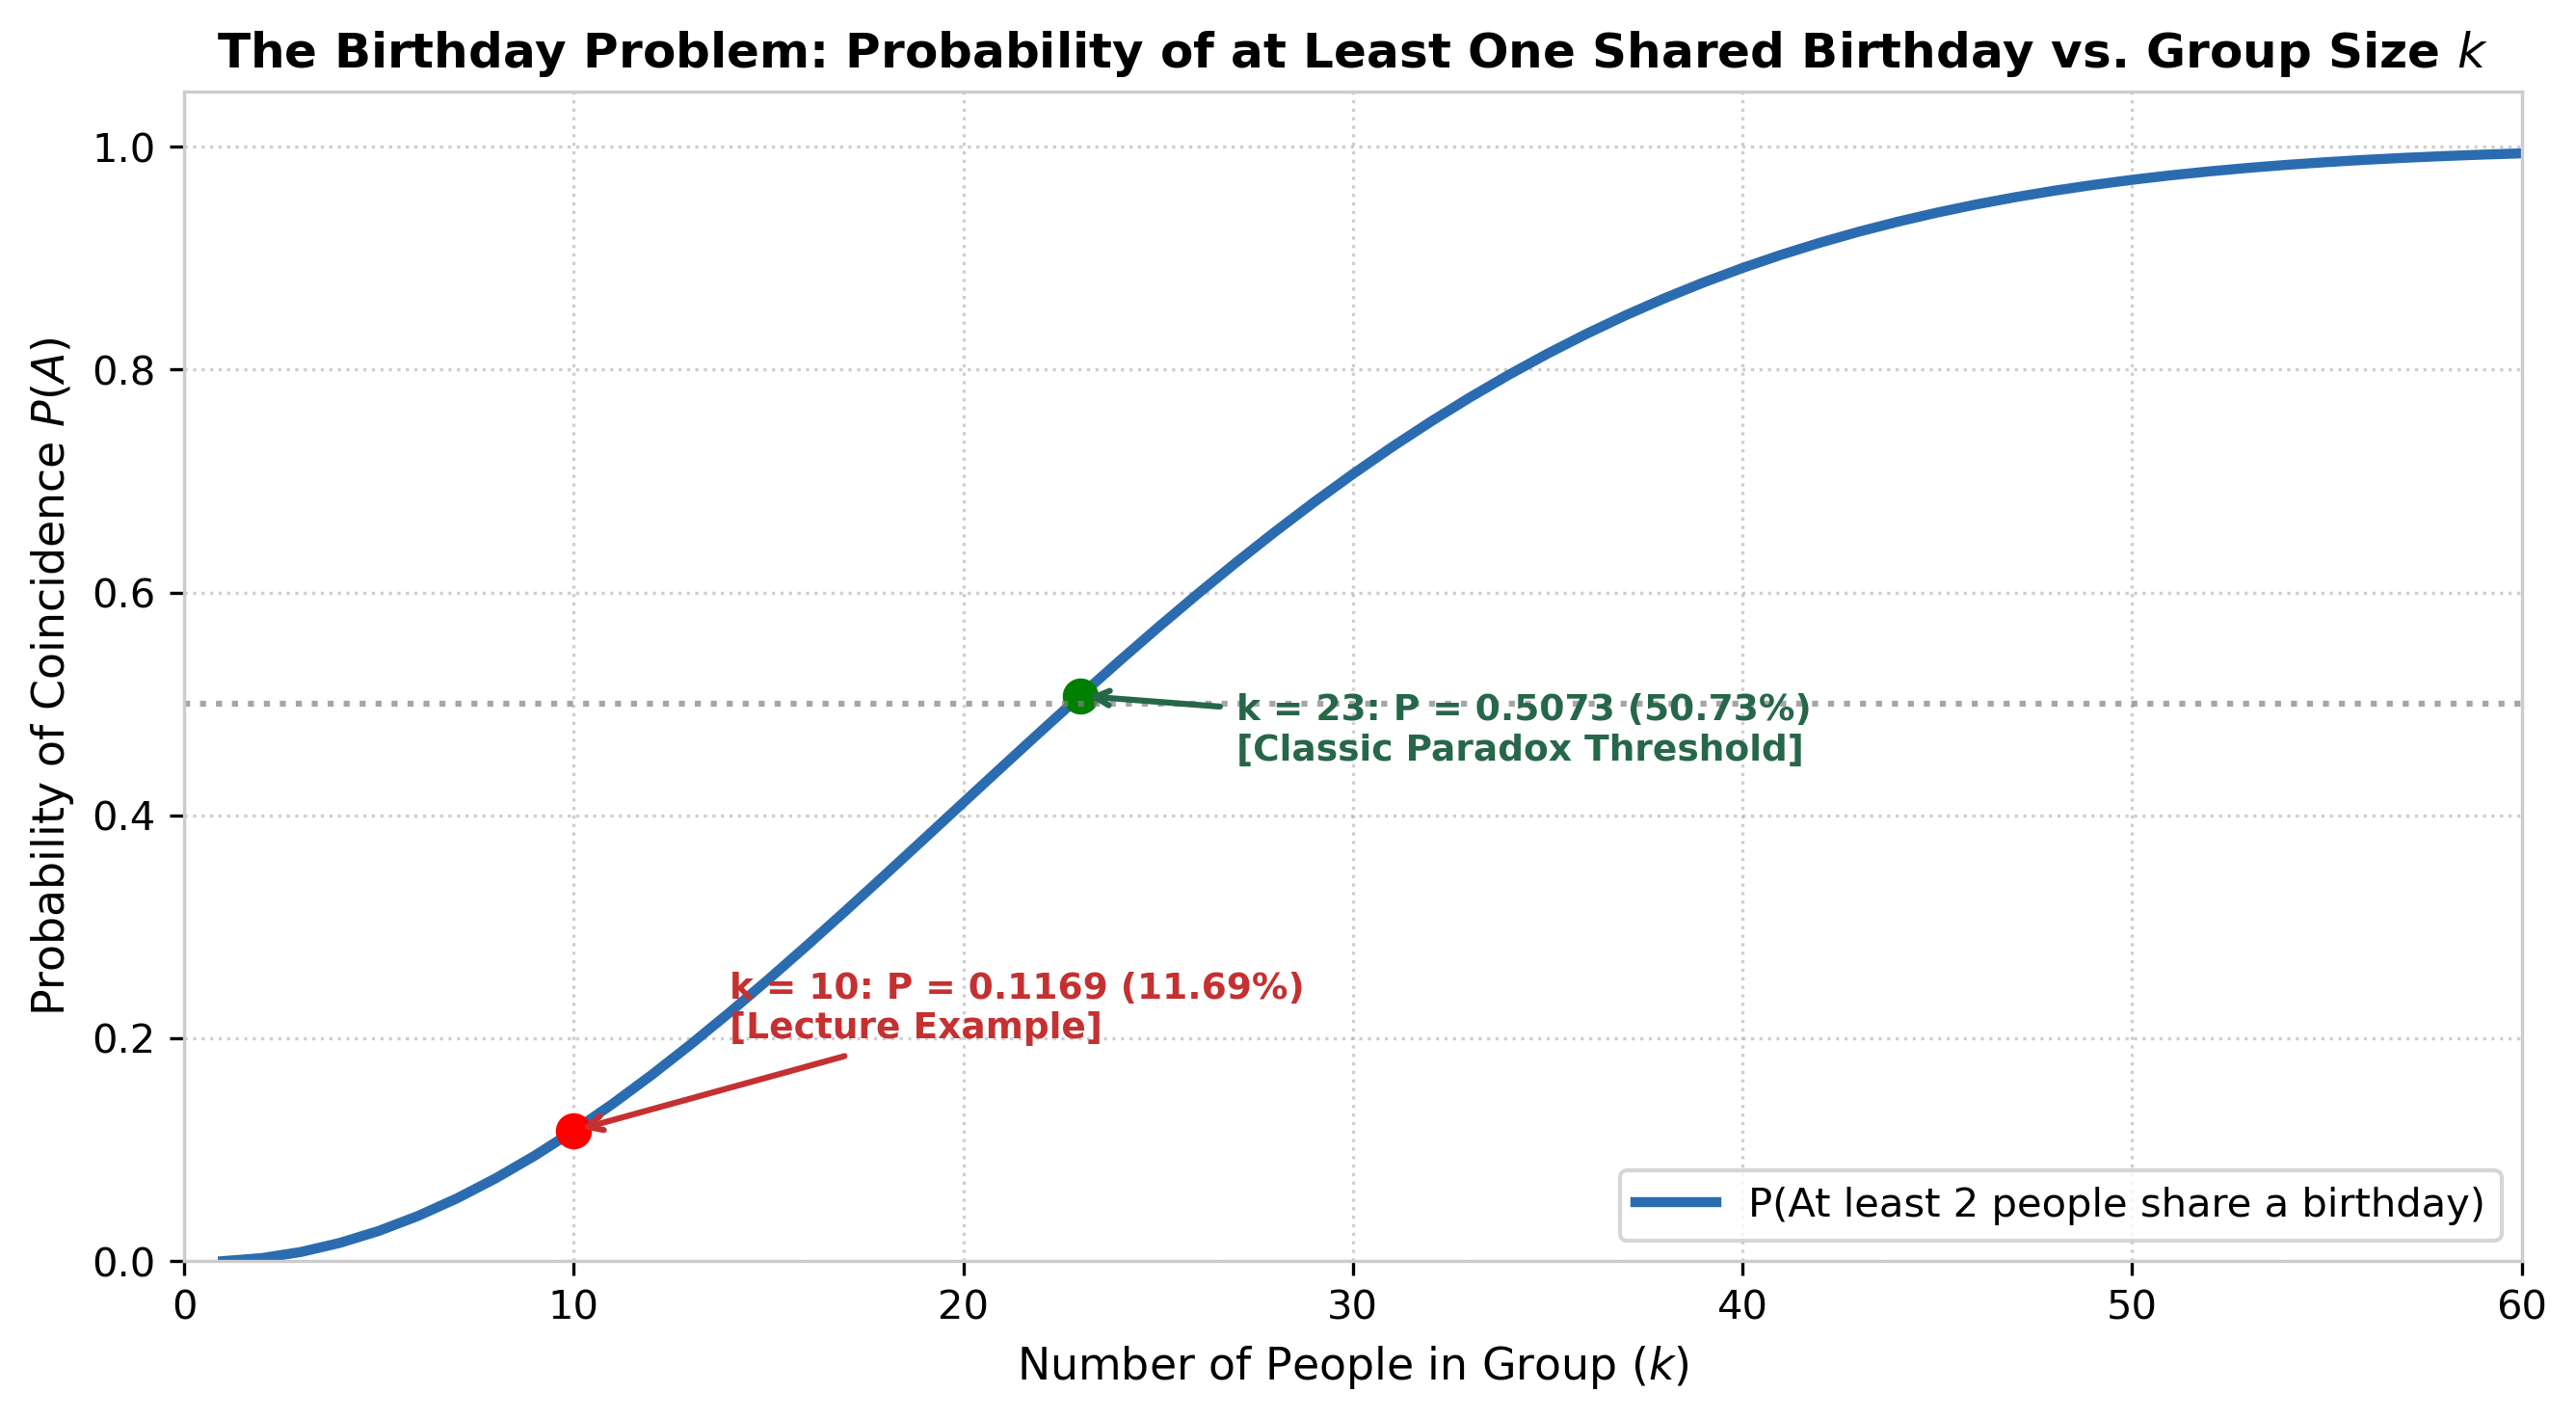 The Birthday Problem: Probability of at Least One Shared Birthday vs. Group Size k
Probability of Coincidence P(A)
1.0
0.8
0.6
0.4
0.2
0.0
k = 23: P = 0.5073 (50.73%)
[Classic Paradox Threshold]
k = 10: P = 0.1169 (11.69%)
[Lecture Example]
P(At least 2 people share a birthday)
0 10 20 30 40 50 60
Number of People in Group (k)